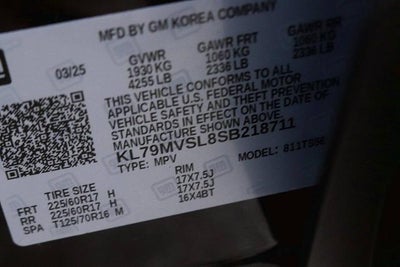 MFD BY GM KOREA COMPANY
03/25 GVWR GAWR FRT GAWR RR
1930 KG 1060 KG 1060 KG
4255 LB 2336 LB 2336 LB
THIS VEHICLE CONFORMS TO ALL
APPLICABLE U.S. FEDERAL MOTOR
VEHICLE SAFETY AND THEFT PREVENTION
STANDARDS IN EFFECT ON THE DATE OF
MANUFACTURE SHOWN ABOVE.
KL79MVSL8SB218711
TYPE: MPV MODEL: 811TS56
TIRE SIZE RIM
FRT 225/60R17 H 17X7.5J
RR 225/60R17 H 17X7.5J
SPA T125/70R16 M 16X4BT